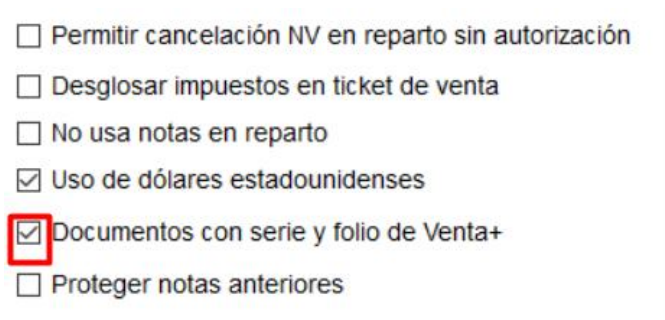 Permitir cancelación NV en reparto sin autorización
Desglosar impuestos en ticket de venta
No usa notas en reparto
Uso de dólares estadounidenses
Documentos con serie y folio de Venta+
Proteger notas anteriores